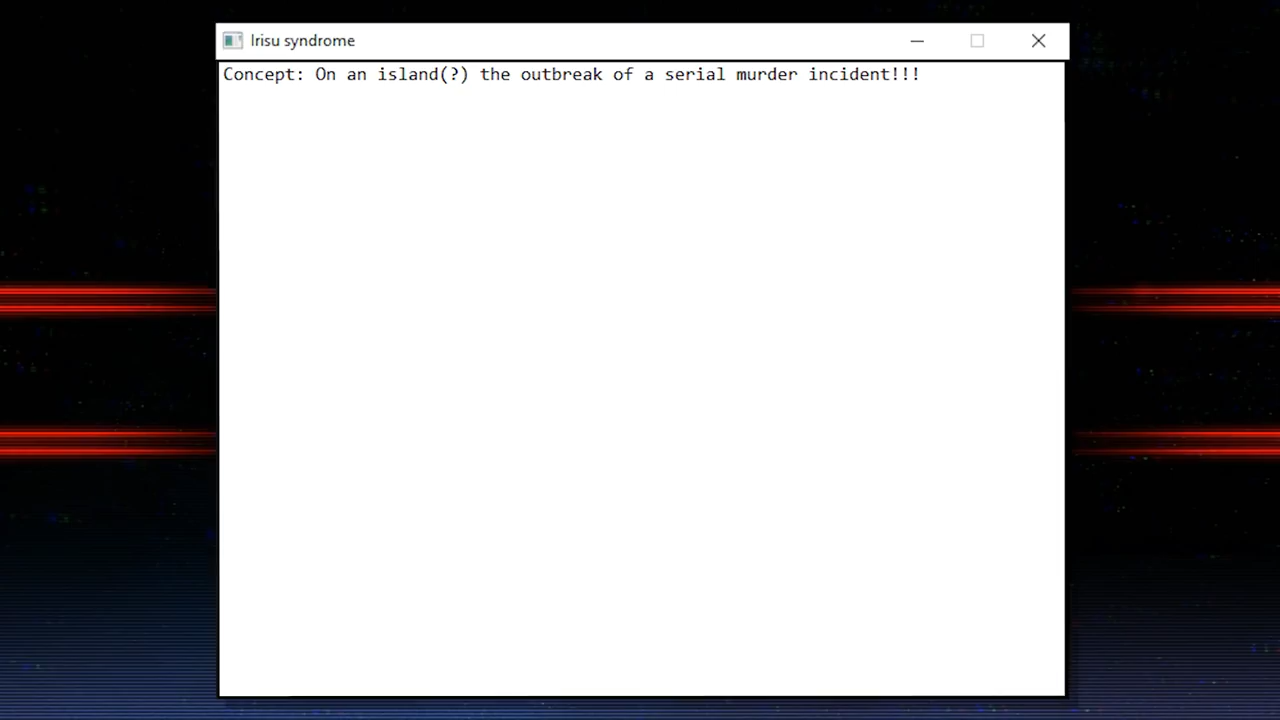 Irisu syndrome
Concept: On an island(?) the outbreak of a serial murder incident!!!